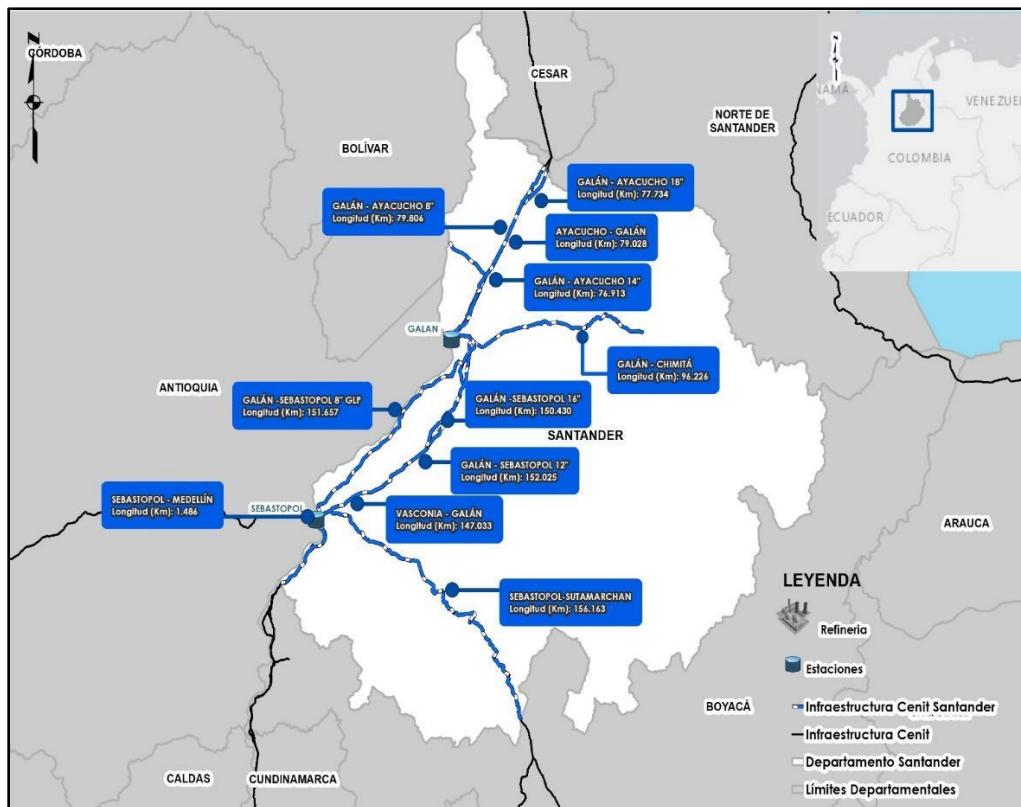 CÓRDOBA
CESAR
NORTE DE
SANTANDER
BOLÍVAR
VENEZUE
COLOMBIA
ECUADOR
GALÁN - AYACUCHO 8"
Longitud (Km): 79.806
GALÁN - AYACUCHO 18"
Longitud (Km): 77.734
AYACUCHO - GALÁN
Longitud (Km): 79.028
GALÁN - AYACUCHO 14"
Longitud (Km): 76.913
GALAN
GALÁN - CHIMITÁ
Longitud (Km): 96.226
ANTIOQUIA
GALÁN -SEBASTOPOL 8" GLP
Longitud (Km): 151.657
GALÁN -SEBASTOPOL 16"
Longitud (Km): 150.430
SANTANDER
GALÁN - SEBASTOPOL 12"
Longitud (Km): 152.025
SEBASTOPOL - MEDELLÍN
Longitud (Km): 1.486
SEBASTOPOL
VASCONIA - GALÁN
Longitud (Km): 147.033
ARAUCA
SEBASTOPOL-SUTAMARCHAN
Longitud (Km): 156.163
BOYACÁ
CALDAS
CUNDINAMARCA
LEYENDA
Refineria
Estaciones
Infraestructura Cenit Santander
Infraestructura Cenit
Departamento Santander
Límites Departamentales